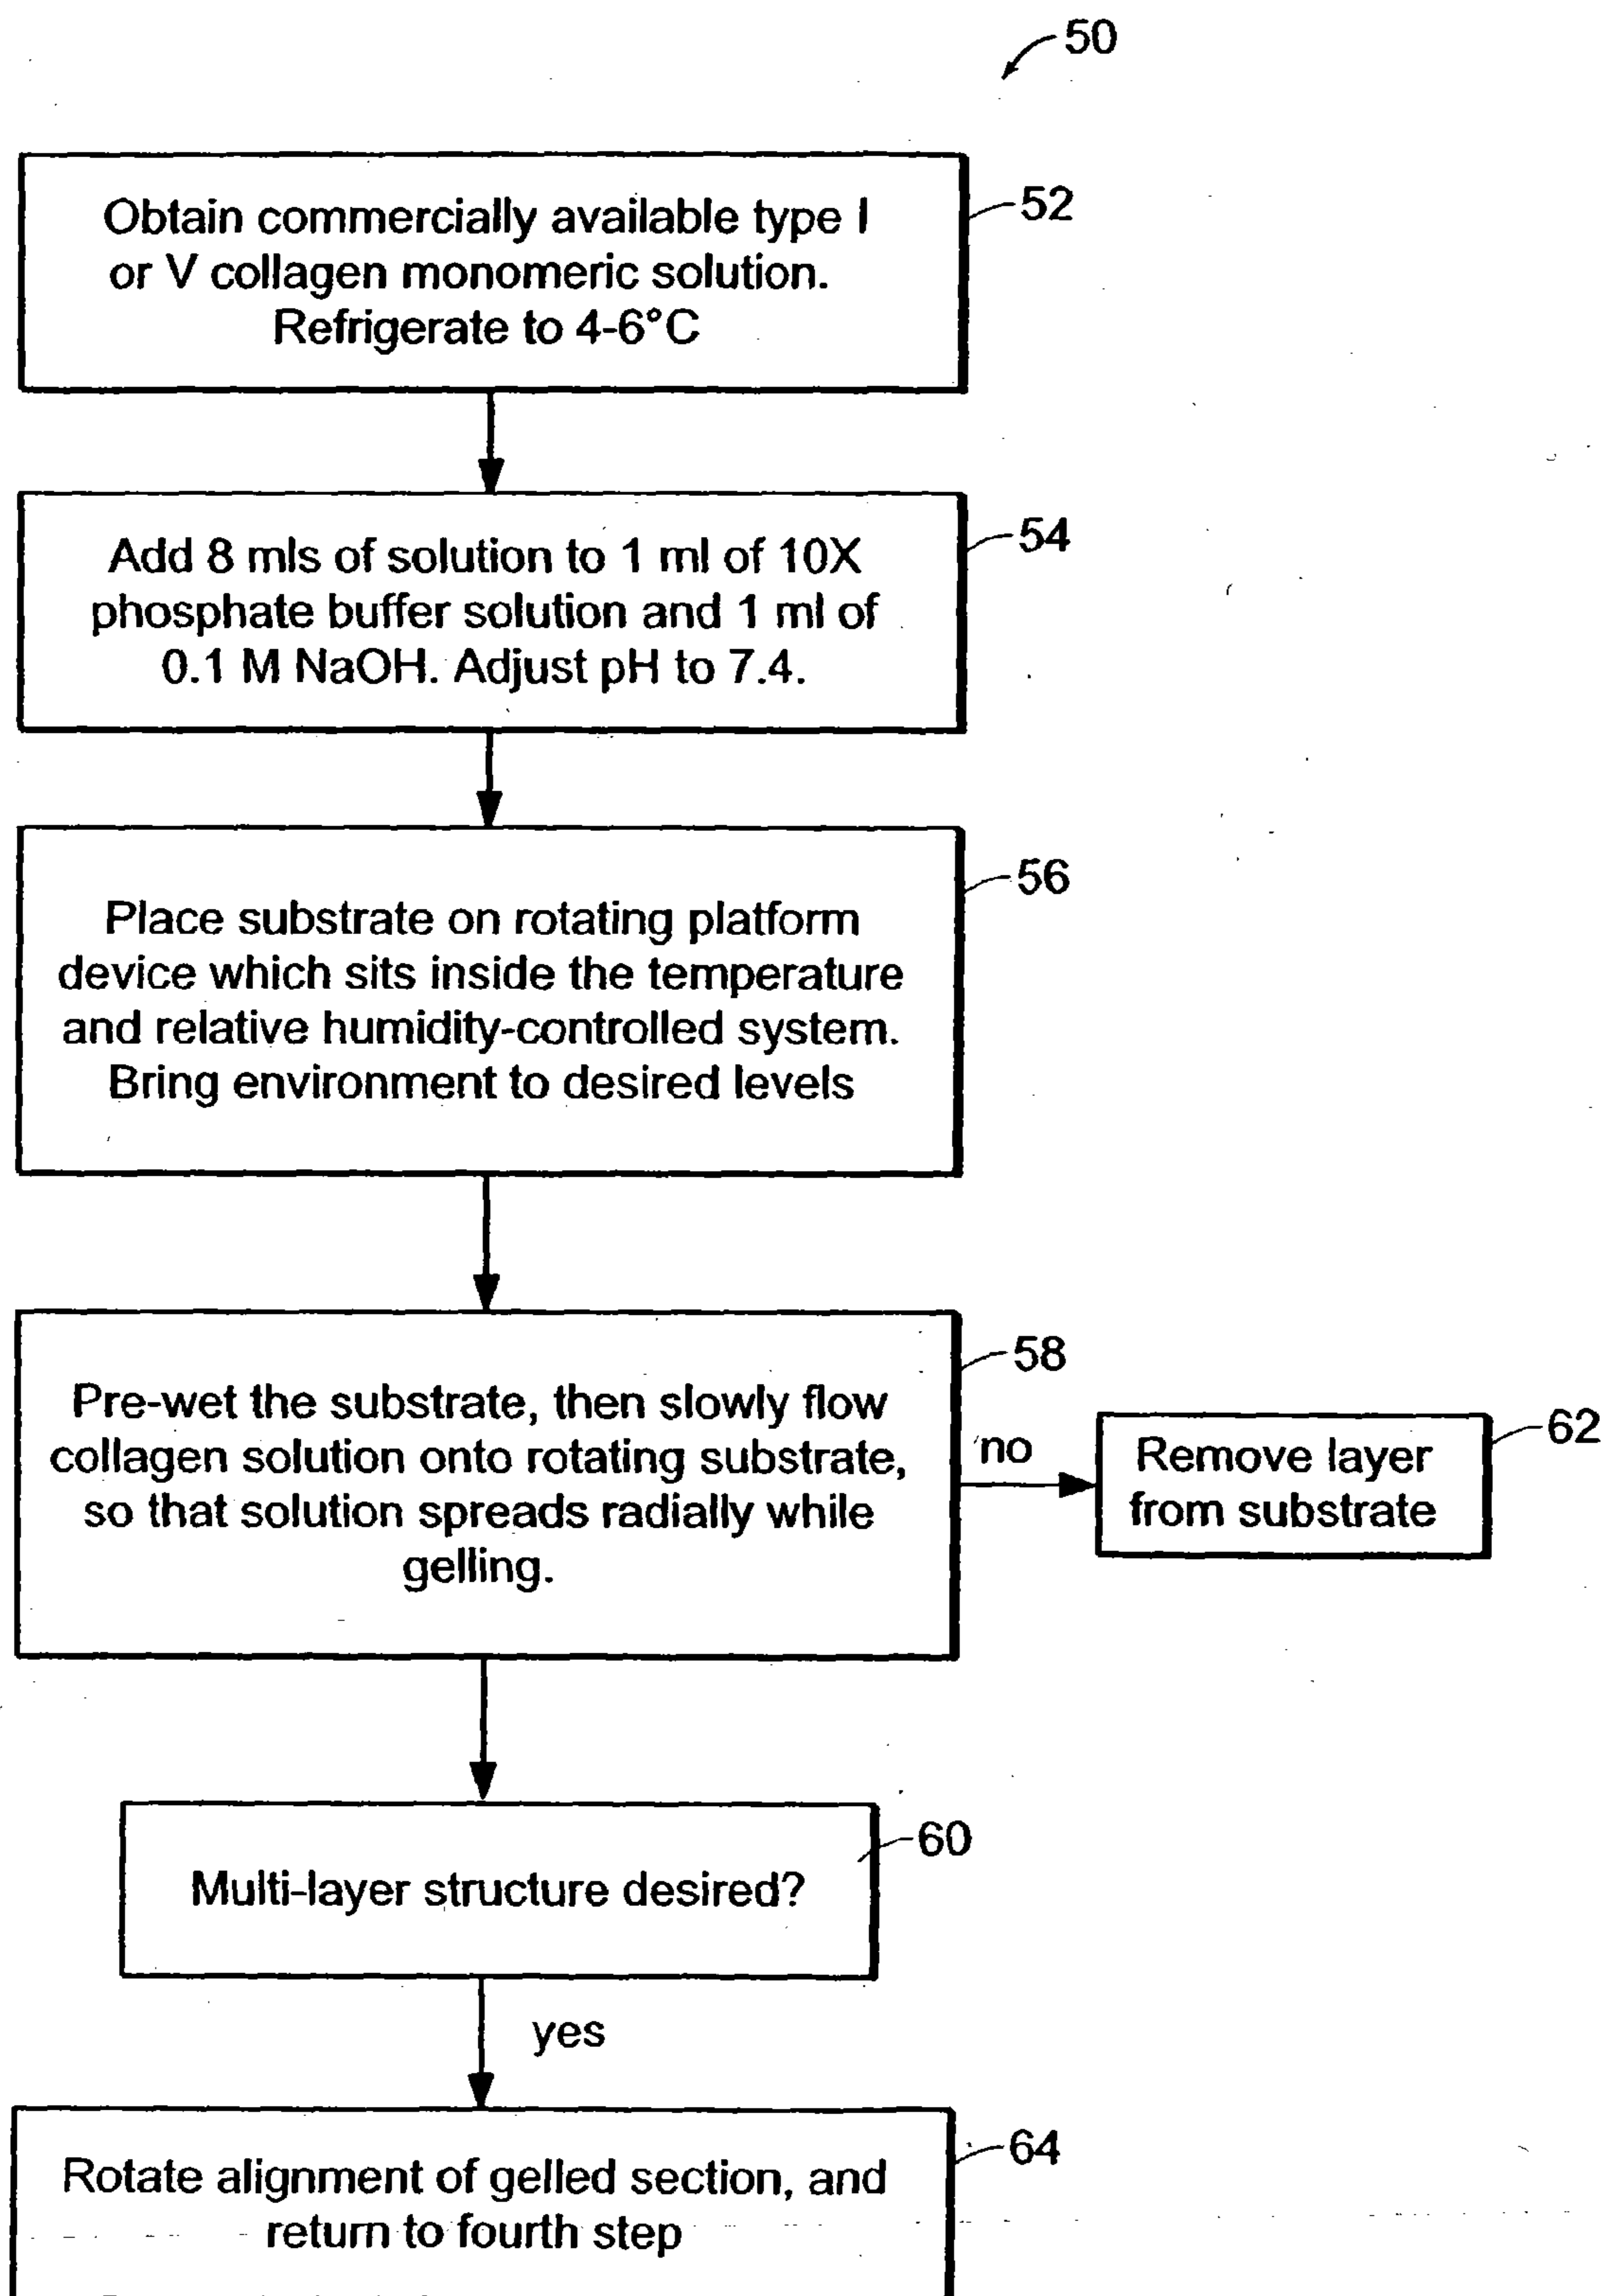 50
Obtain commercially available type I
or V collagen monomeric solution.
Refrigerate to 4-6°C
52
Add 8 mls of solution to 1 ml of 10X
phosphate buffer solution and 1 ml of
0.1 M NaOH. Adjust pH to 7.4.
54
Place substrate on rotating platform
device which sits inside the temperature
and relative humidity-controlled system.
Bring environment to desired levels
56
Pre-wet the substrate, then slowly flow
collagen solution onto rotating substrate,
so that solution spreads radially while
gelling.
58
no
Remove layer
from substrate
62
Multi-layer structure desired?
60
yes
Rotate alignment of gelled section, and
return to fourth step
64